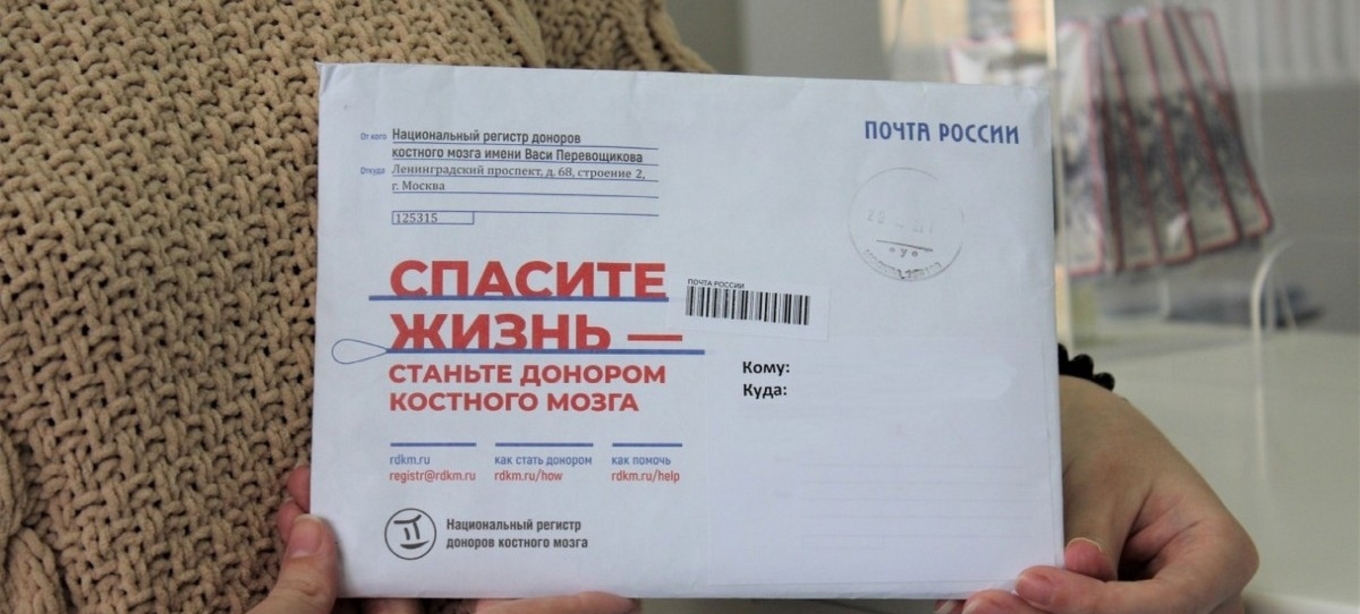 От кого Национальный регистр доноров
костного мозга имени Васи Перевощикова
Откуда Ленинградский проспект, д. 68, строение 2,
г. Москва
125315
ПОЧТА РОССИИ
СПАСИТЕ
ЖИЗНЬ —
СТАНЬТЕ ДОНОРОМ
КОСТНОГО МОЗГА
ПОЧТА РОССИИ
Кому:
Куда:
rdkm.ru
registr@rdkm.ru
как стать донором
rdkm.ru/how
как помочь
rdkm.ru/help
Национальный регистр
доноров костного мозга